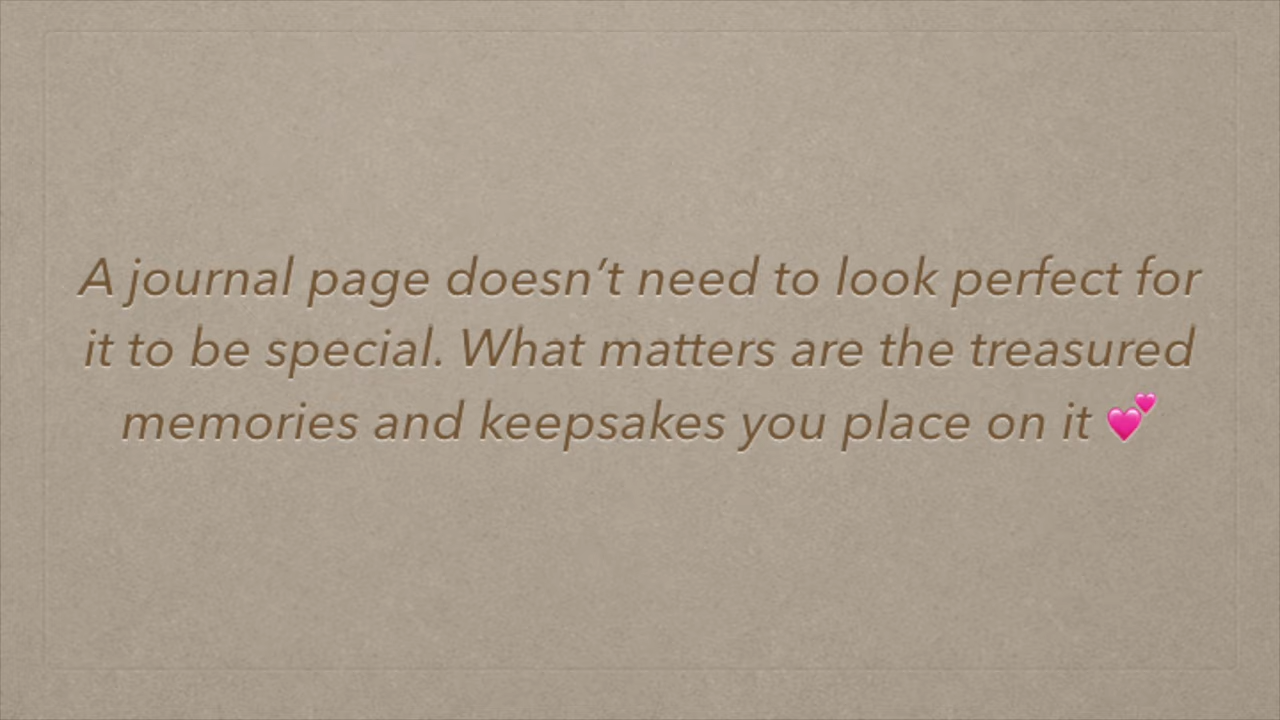 A journal page doesn’t need to look perfect for
it to be special. What matters are the treasured
memories and keepsakes you place on it 💕